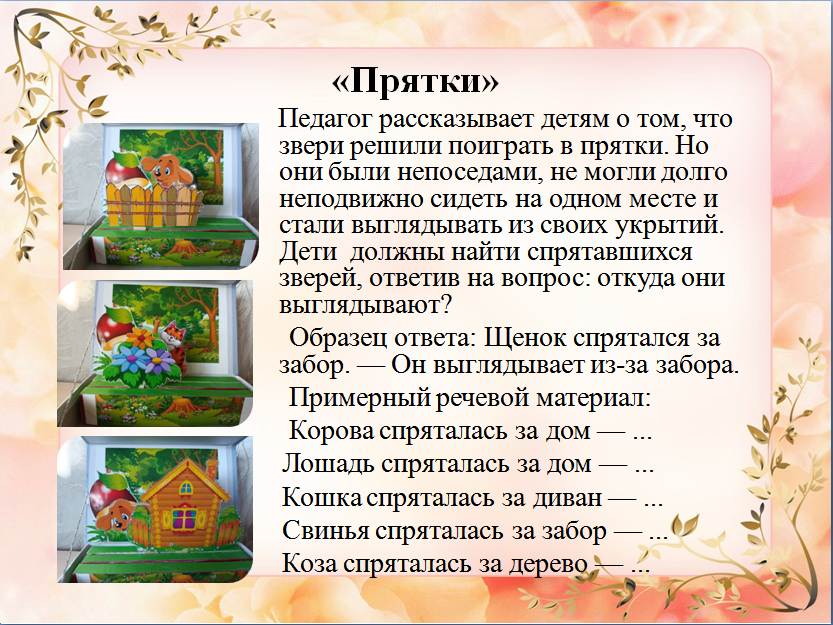 «Прятки»
Педагог рассказывает детям о том, что
звери решили поиграть в прятки. Но
они были непоседами, не могли долго
неподвижно сидеть на одном месте и
стали выглядывать из своих укрытий.
Дети должны найти спрятавшихся
зверей, ответив на вопрос: откуда они
выглядывают?
Образец ответа: Щенок спрятался за
забор. — Он выглядывает из-за забора.
Примерный речевой материал:
Корова спряталась за дом — ...
Лошадь спряталась за дом — ...
Кошка спряталась за диван — ...
Свинья спряталась за забор — ...
Коза спряталась за дерево — ...